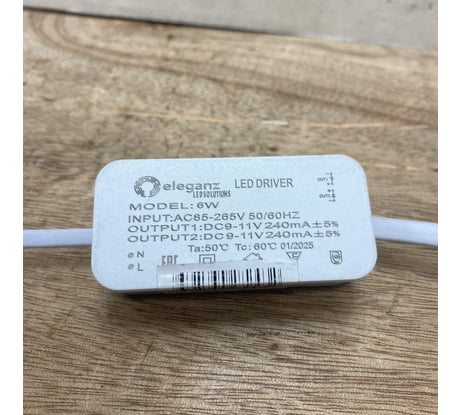 eleganz
LED SOLUTIONS
LED DRIVER
MODEL: 6W
INPUT:AC85-265V 50/60HZ
OUTPUT1:DC9-11V 240mA±5%
OUTPUT2:DC9-11V 240mA±5%
Ta:50℃ Tc:60℃ 01/2025
N
L
EAC